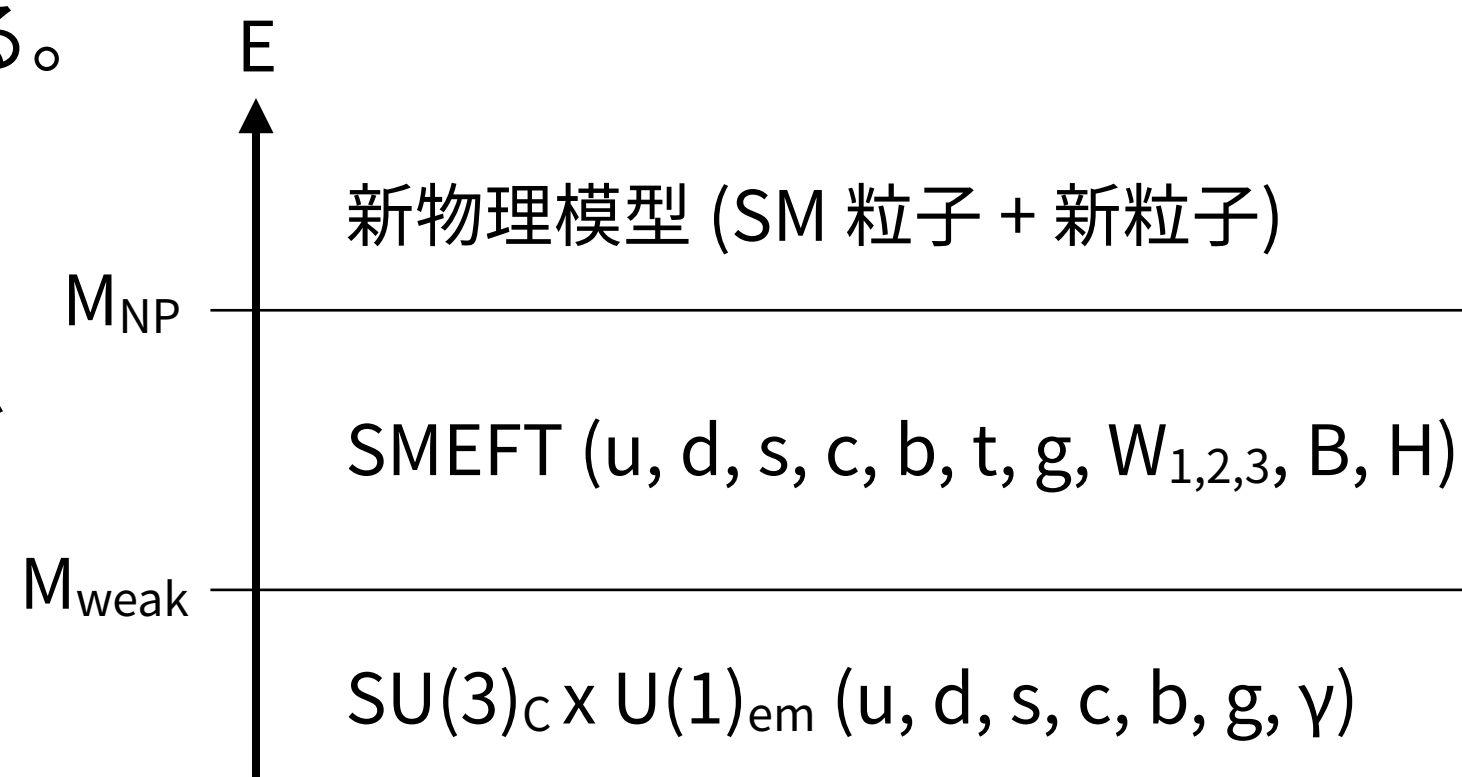 る。
E
新物理模型 (SM 粒子 + 新粒子)
MNP
SMEFT (u, d, s, c, b, t, g, W1,2,3, B, H)
Mweak
SU(3)C x U(1)em (u, d, s, c, b, g, γ)